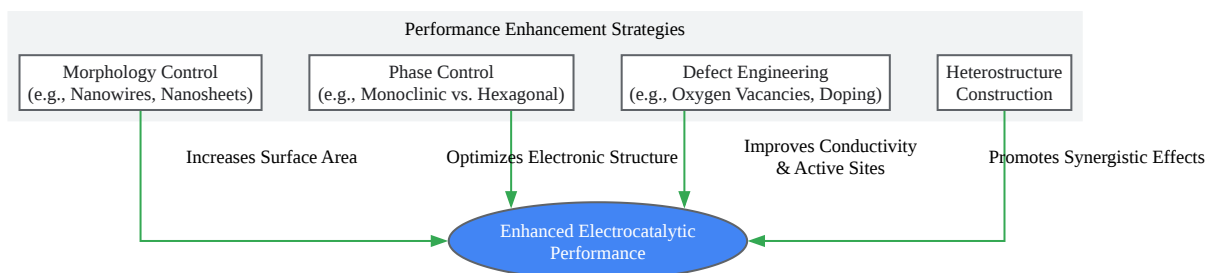 Performance Enhancement Strategies
Morphology Control
(e.g., Nanowires, Nanosheets)
Phase Control
(e.g., Monoclinic vs. Hexagonal)
Defect Engineering
(e.g., Oxygen Vacancies, Doping)
Heterostructure
Construction
Increases Surface Area
Optimizes Electronic Structure
Improves Conductivity
& Active Sites
Promotes Synergistic Effects
Enhanced Electrocatalytic
Performance